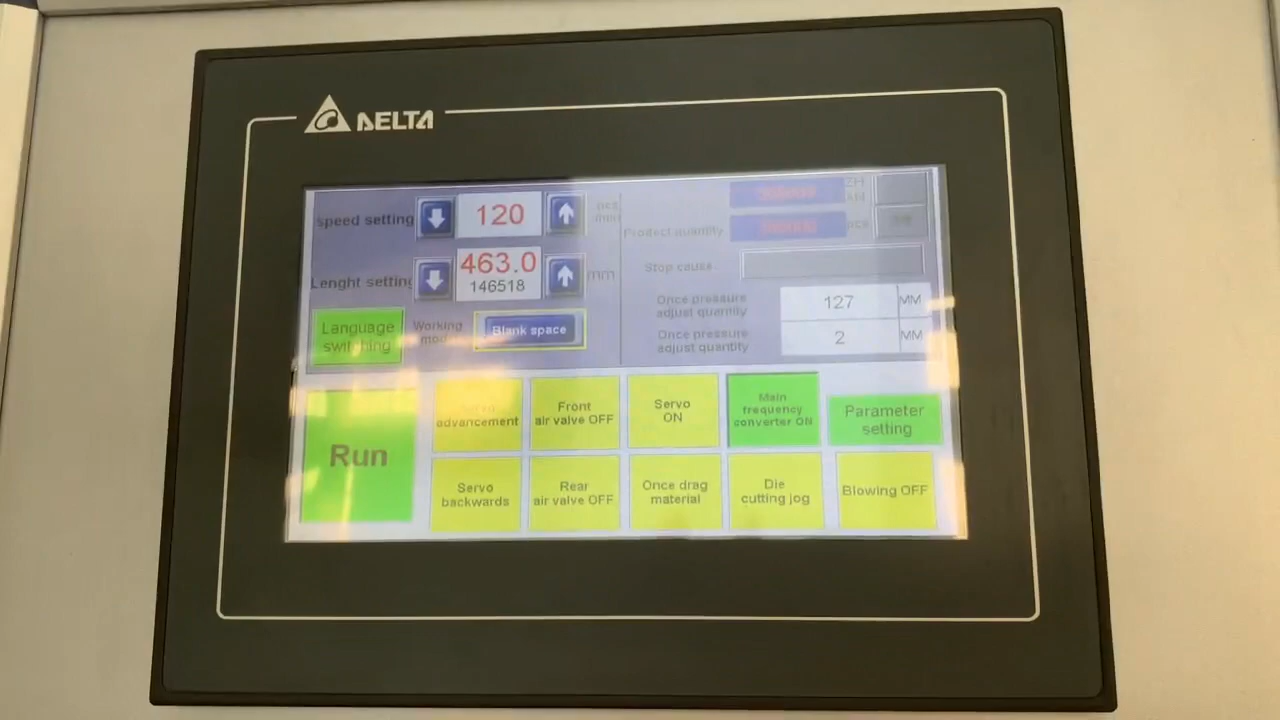 DELTA
speed setting
120
Lenght setting
463.0
mm
146518
Language
switching
Working
Blank space
Product quantity
Stop cause
Once pressure
adjust quantity
127
MM
Once pressure
adjust quantity
2
MM
Run
Servo
advancement
Front
air valve OFF
Servo
ON
Main
frequency
converter ON
Parameter
setting
Servo
backwards
Rear
air valve OFF
Once drag
material
Die
cutting jog
Blowing OFF